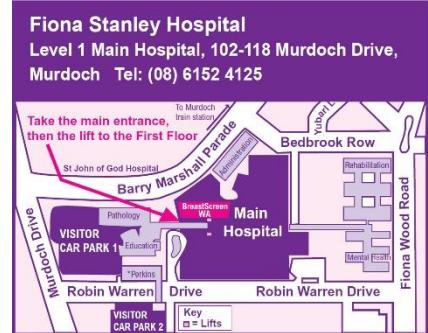 Fiona Stanley Hospital
Level 1 Main Hospital, 102-118 Murdoch Drive,
Murdoch Tel: (08) 6152 4125
To Murdoch
train station
Take the main entrance,
then the lift to the First Floor
St John of God Hospital
Barry Marshall Parade
Administration
Yubarl L
Bedbrook Row
Rehabilitation
Pathology
BreastScreen
WA
Main
Hospital
Murdoch Drive
VISITOR
CAR PARK 1
Education
Mental Health
Fiona Wood Road
*Perkins
Robin Warren Drive
Robin Warren Drive
VISITOR
CAR PARK 2
Key
= Lifts